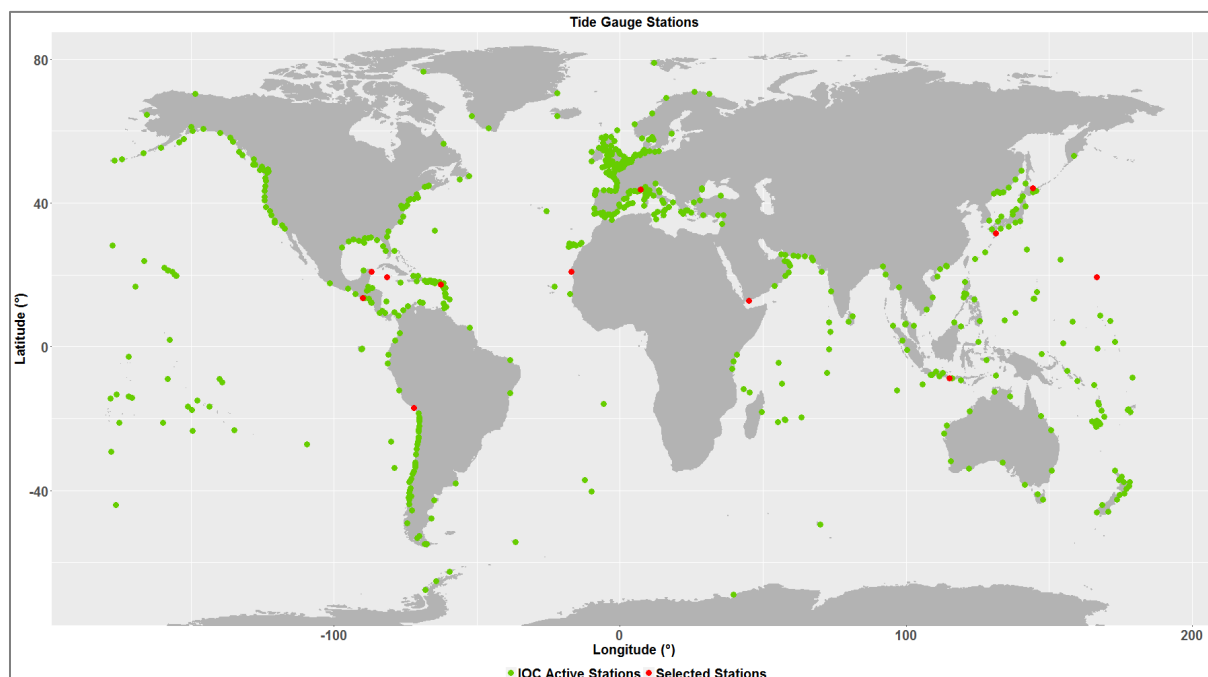 Tide Gauge Stations
80
40
0
-40
Latitude (°)
-100
0
100
200
Longitude (°)
IOC Active Stations Selected Stations